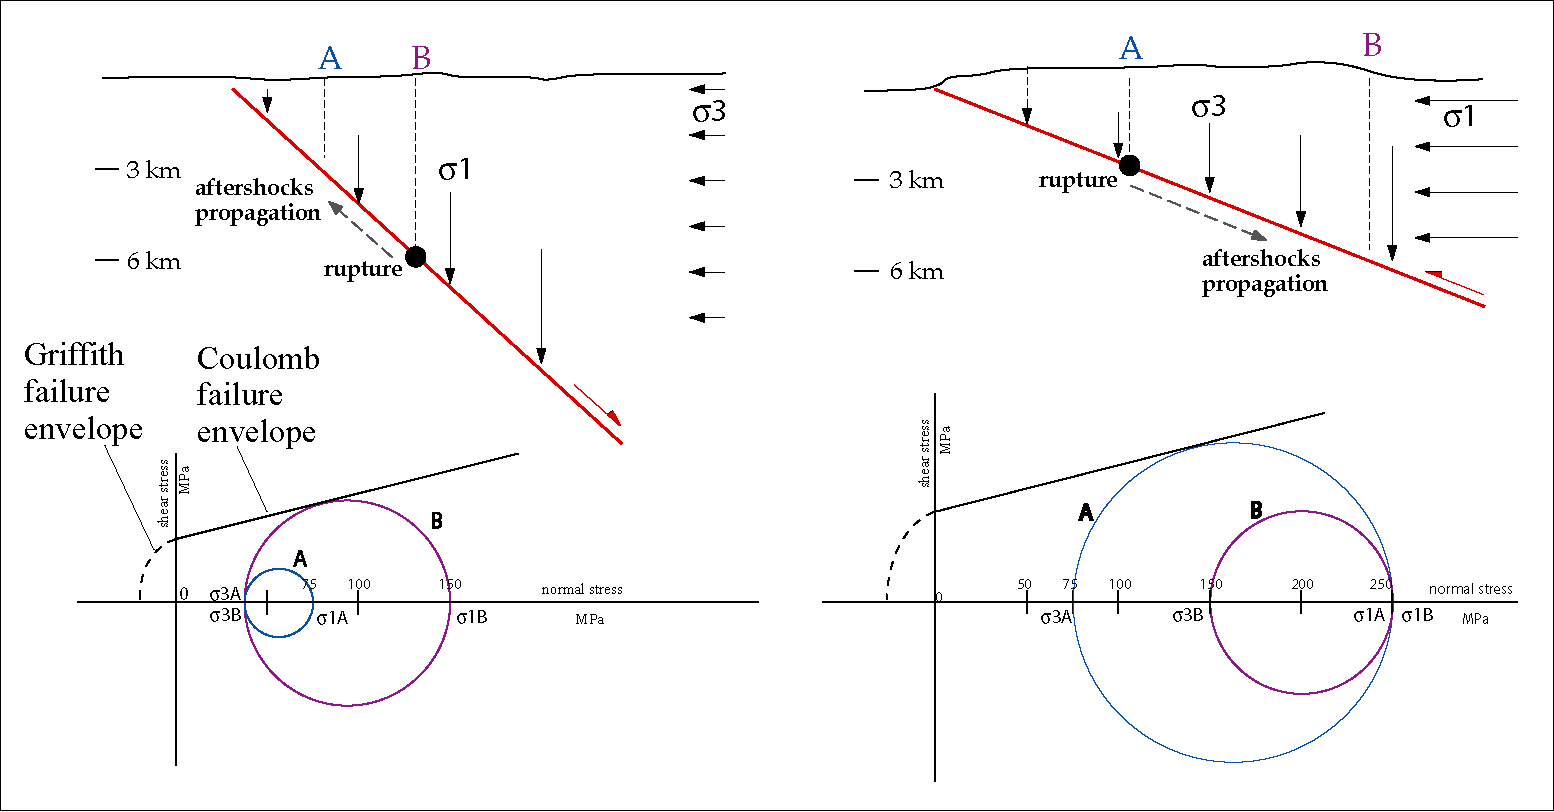 A
B
σ3
3 km
σ1
aftershocks
propagation
6 km
rupture
Griffith
failure
envelope
Coulomb
failure
envelope
shear stress
MPa
B
A
0
75
100
150
normal stress
MPa
σ3A
σ3B
σ1A
σ1B
A
B
σ3
σ1
3 km
rupture
6 km
aftershocks
propagation
shear stress
MPa
A
B
0
50
75
100
150
200
250
normal stress
MPa
σ3A
σ3B
σ1A
σ1B